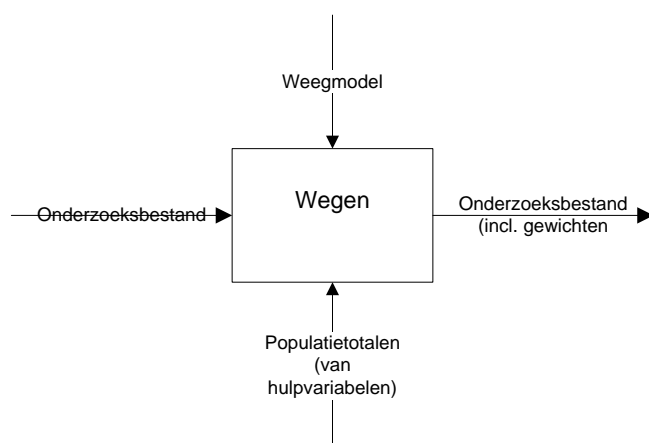 Weegmodel
Wegen
Onderzoeksbestand
Onderzoeksbestand
(incl. gewichten
Populatietotalen
(van
hulpvariabelen)